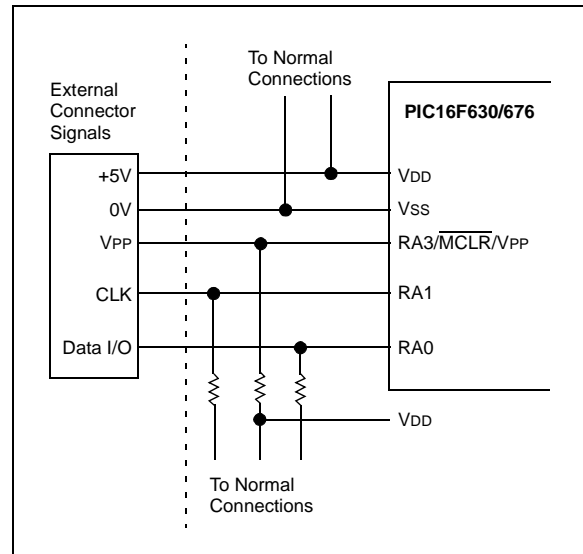 To Normal
Connections
External
Connector
Signals
PIC16F630/676
+5V
VDD
0V
VSS
VPP
RA3/MCLR/VPP
CLK
RA1
Data I/O
RA0
VDD
To Normal
Connections